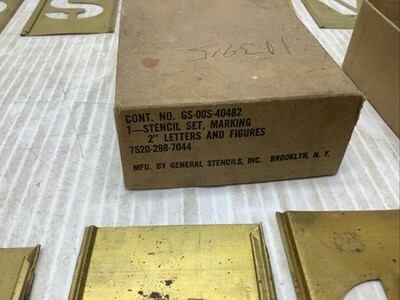 CONT. NO. GS-00S-40482
1—STENCIL SET, MARKING
2" LETTERS AND FIGURES
7520-298-7044
MFD. BY GENERAL STENCILS, INC. BROOKLYN, N. Y.